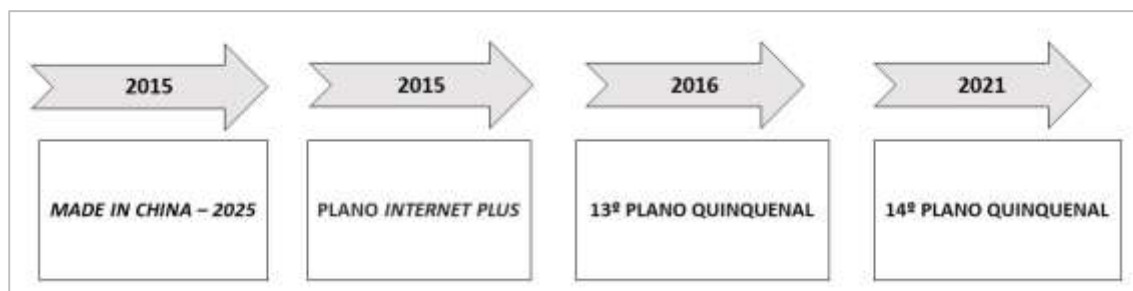 2015
2015
2016
2021
MADE IN CHINA – 2025
PLANO INTERNET PLUS
13º PLANO QUINQUENAL
14º PLANO QUINQUENAL